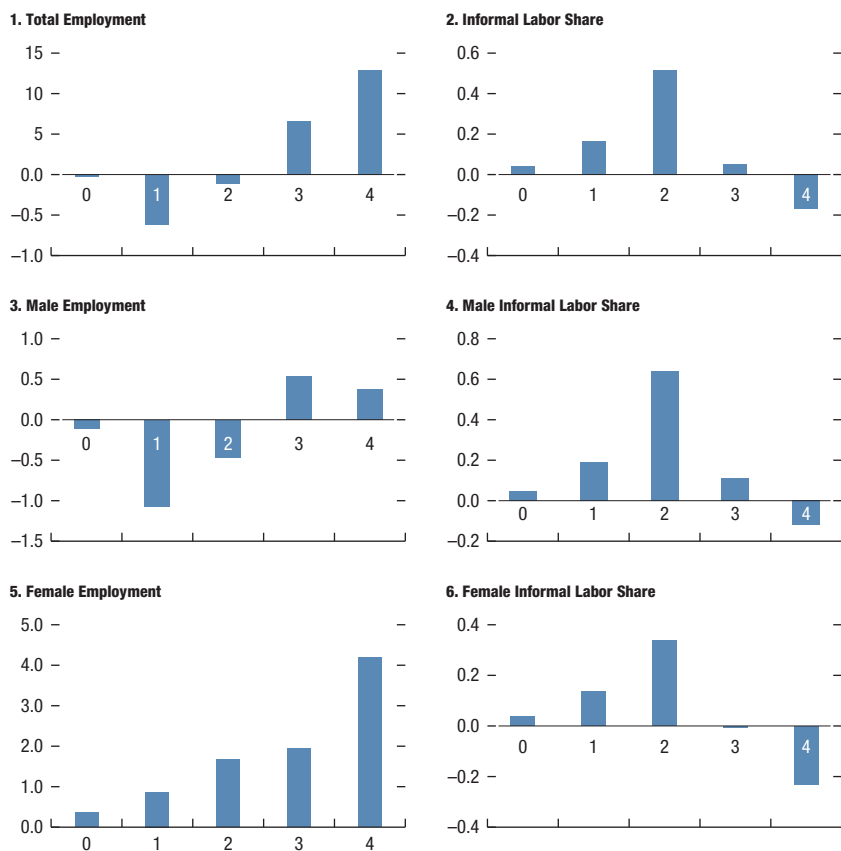 1. Total Employment
15
10
5
0.0
–0.5
–1.0
0 1 2 3 4
2. Informal Labor Share
0.6
0.4
0.2
0.0
–0.2
–0.4
0 1 2 3 4
3. Male Employment
1.0
0.5
0.0
–0.5
–1.0
–1.5
0 1 2 3 4
4. Male Informal Labor Share
0.8
0.6
0.4
0.2
0.0
–0.2
0 1 2 3 4
5. Female Employment
5.0
4.0
3.0
2.0
1.0
0.0
0 1 2 3 4
6. Female Informal Labor Share
0.4
0.2
0.0
–0.2
–0.4
0 1 2 3 4